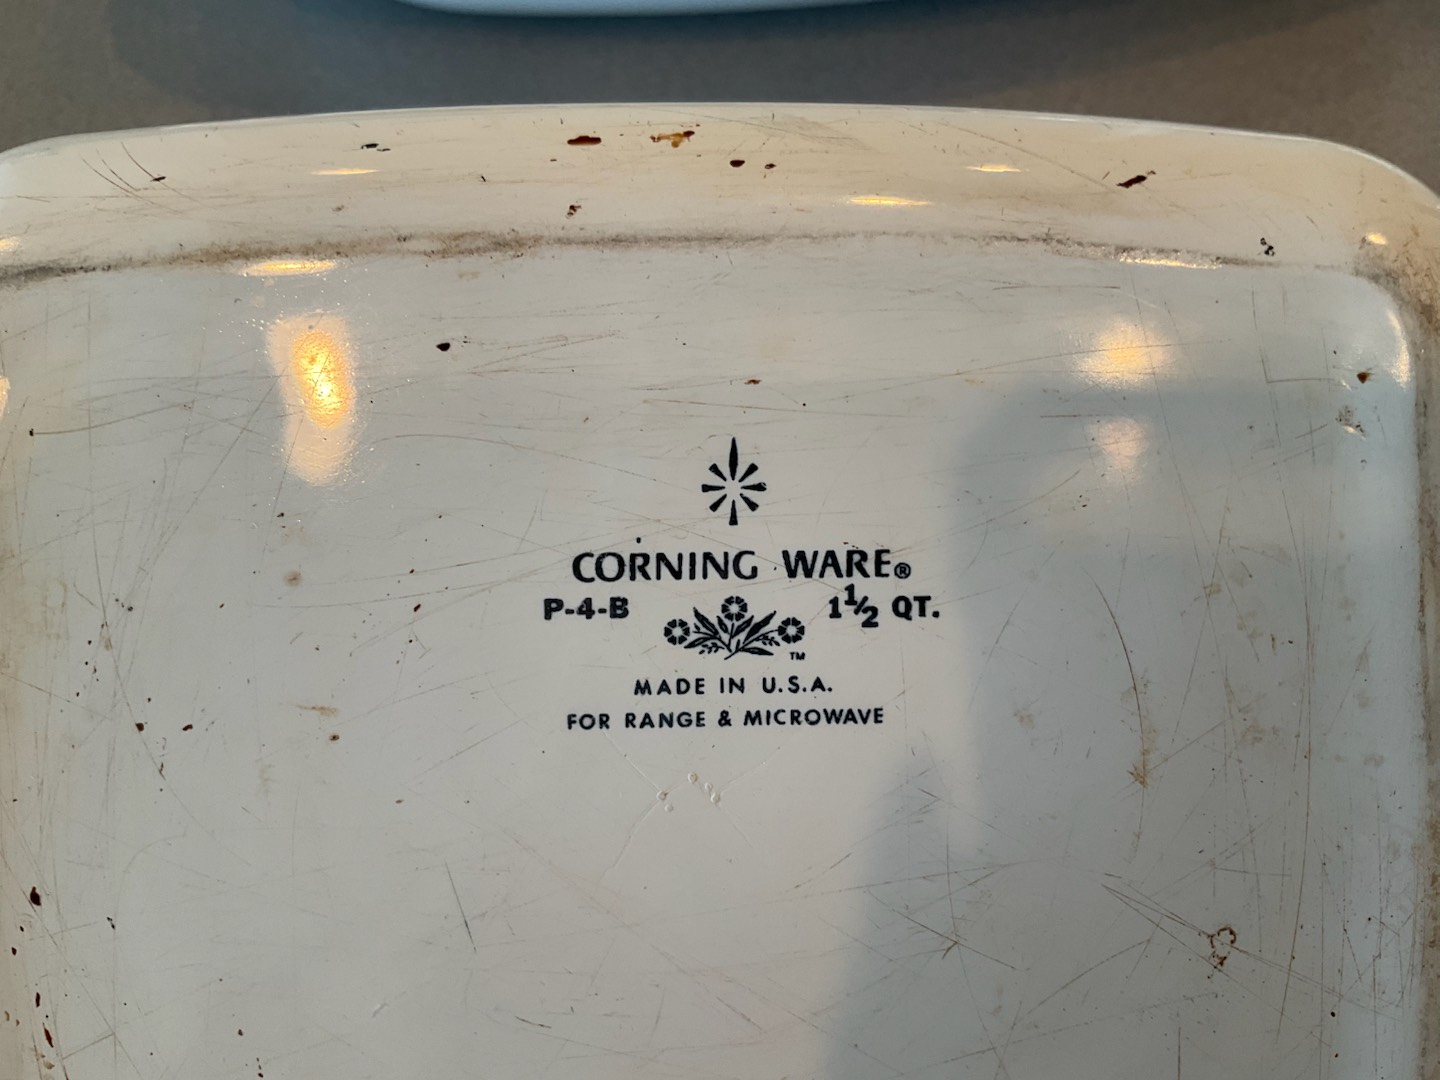 CORNING WARE®
P-4-B 1½ QT.
TM
MADE IN U.S.A.
FOR RANGE & MICROWAVE